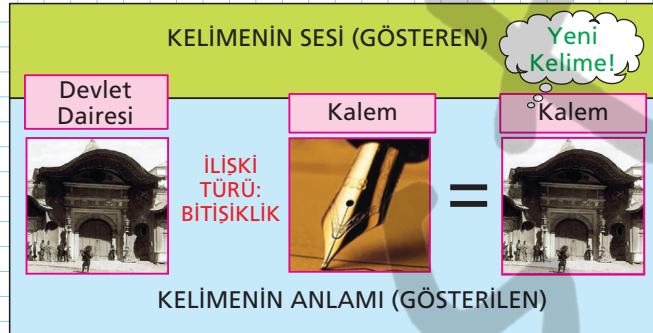 KELİMENİN SESİ (GÖSTEREN)
Yeni
Kelime!
Devlet
Dairesi
Kalem
Kalem
İLİŞKİ
TÜRÜ:
BİTİŞİKLİK
=
KELİMENİN ANLAMI (GÖSTERİLEN)